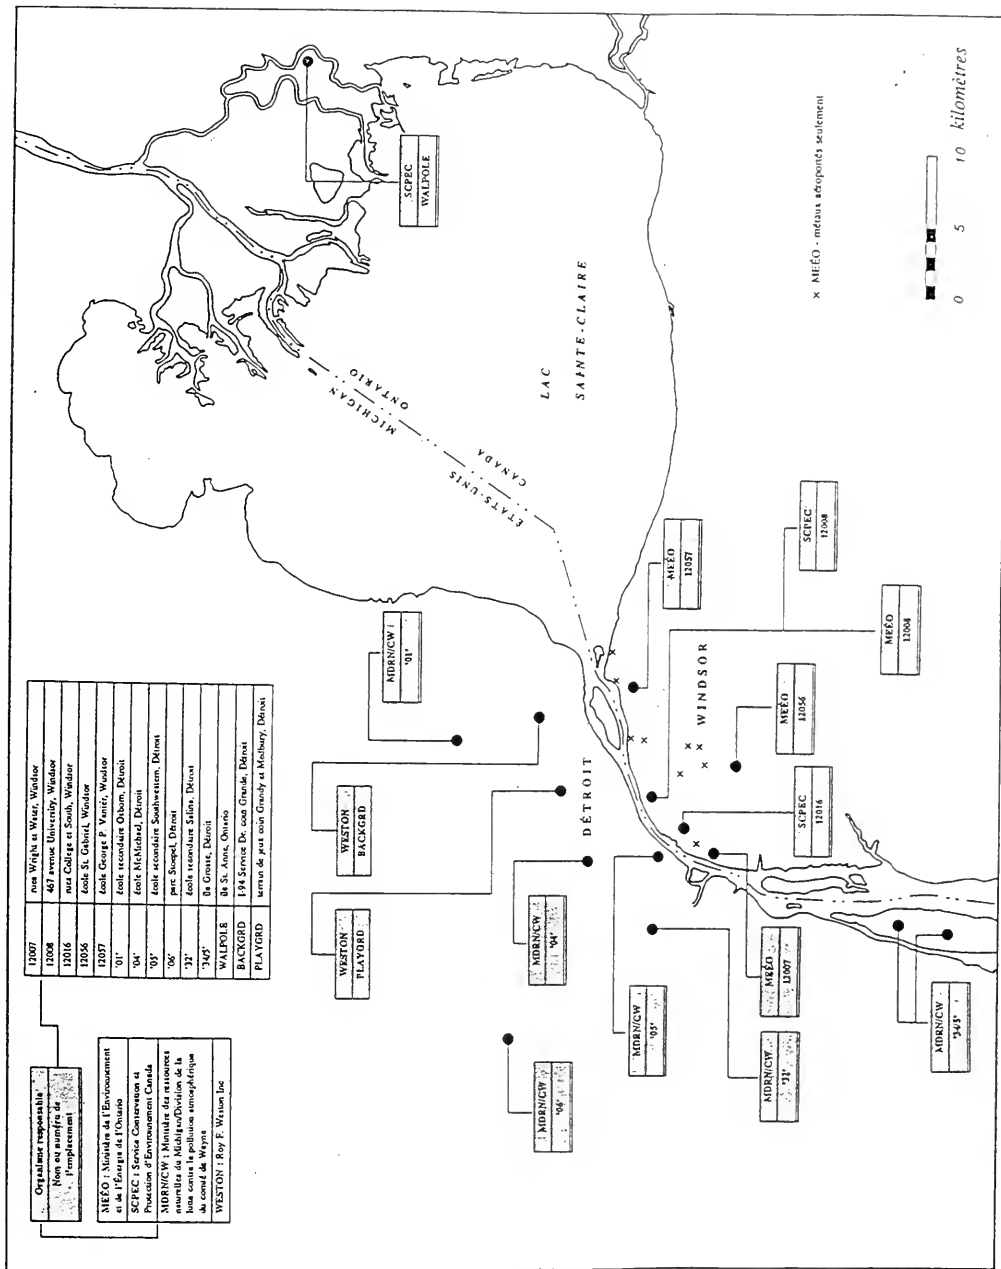 Organisme responsable
Nom ou numéro de
l'emplacement
MEÉO : Ministère de l'Environnement
et de l'Énergie de l'Ontario
SCPEC : Service Conservation et
Protection d'Environnement Canada
MDRN/CW : Ministère des ressources
naturelles du Michigan/Division de la
lutte contre la pollution atmosphérique
du comté de Wayne
WESTON : Roy F. Weston Inc
12007 rues Wright et Water, Windsor
12008 467 avenue University, Windsor
12016 rues College et South, Windsor
12056 école St. Gabriel, Windsor
12057 école George P. Vanier, Windsor
'01' école secondaire Osborn, Détroit
'04' école McMichael, Détroit
'05' école secondaire Southwestern, Détroit
'06' parc Détroit
'32' école secondaire Salina, Détroit
'34/5' Île Grosse, Détroit
WALPOLE Île St. Anne, Ontario
BACKGRD I-94 Service Dr. coin Grande, Détroit
PLAYGRD terrain de jeux coin Grandy et Détroit
SCPEC
WALPOLE
MDRN/CW
'01'
WESTON
BACKGRD
WESTON
PLAYGRD
MDRN/CW
'04'
MDRN/CW
'06'
MDRN/CW
'05'
MDRN/CW
'32'
MEÉO
12007
MDRN/CW
'34/5'
SCPEC
12016
MEÉO
12056
MEÉO
12008
SCPEC
12008
MEÉO
12057
DÉTROIT
WINDSOR
MICHIGAN
ONTARIO
ÉTATS-UNIS
CANADA
LAC
SAINTE-CLAIRE
x MEÉO - métaux aéroportés seulement
0 5 10 kilomètres